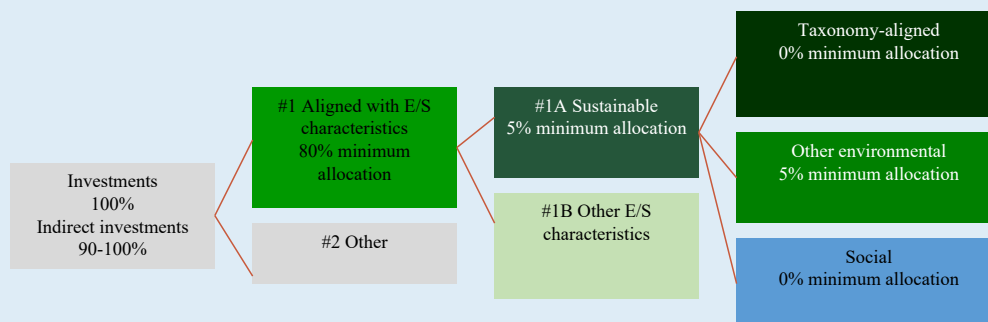 Investments
100%
Indirect investments
90-100%
#1 Aligned with E/S
characteristics
80% minimum
allocation
#2 Other
#1A Sustainable
5% minimum allocation
#1B Other E/S
characteristics
Taxonomy-aligned
0% minimum allocation
Other environmental
5% minimum allocation
Social
0% minimum allocation